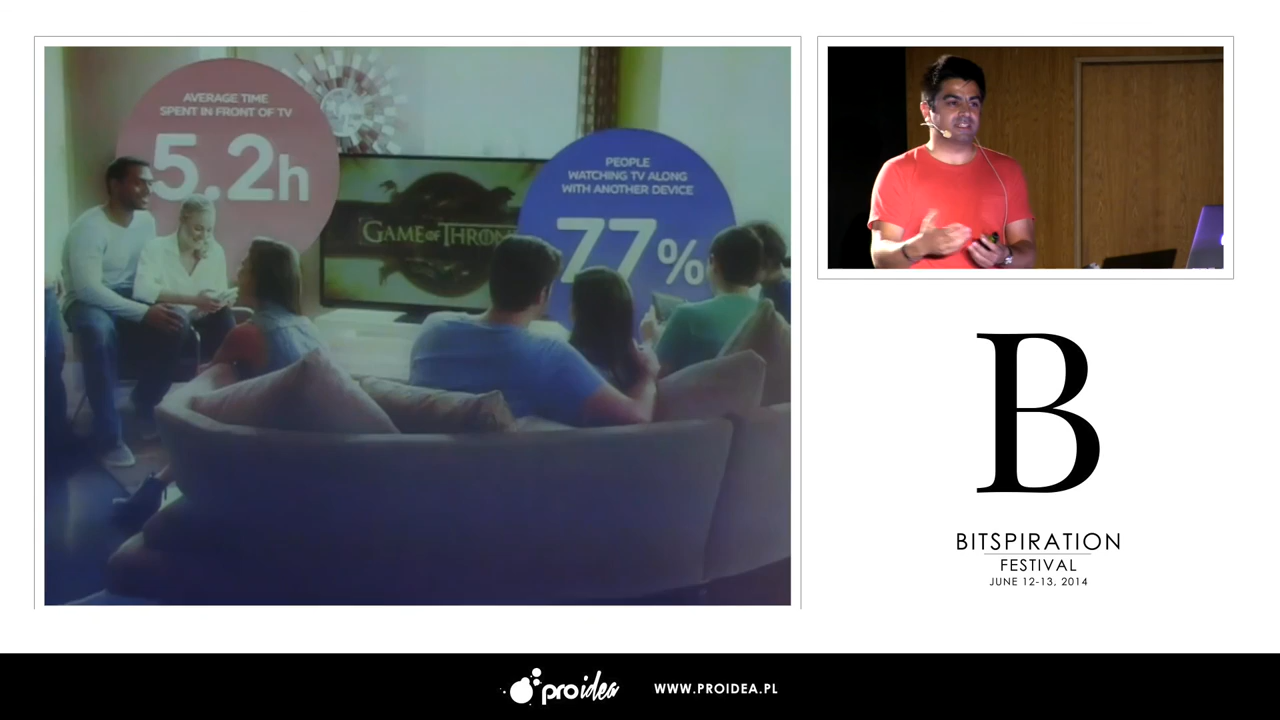 AVERAGE TIME
SPENT IN FRONT OF TV
5.2h
GAME OF THRON
PEOPLE
WATCHING TV ALONG
WITH ANOTHER DEVICE
77%
B
BITSPIRATION
FESTIVAL
JUNE 12-13, 2014
proidea
WWW.PROIDEA.PL